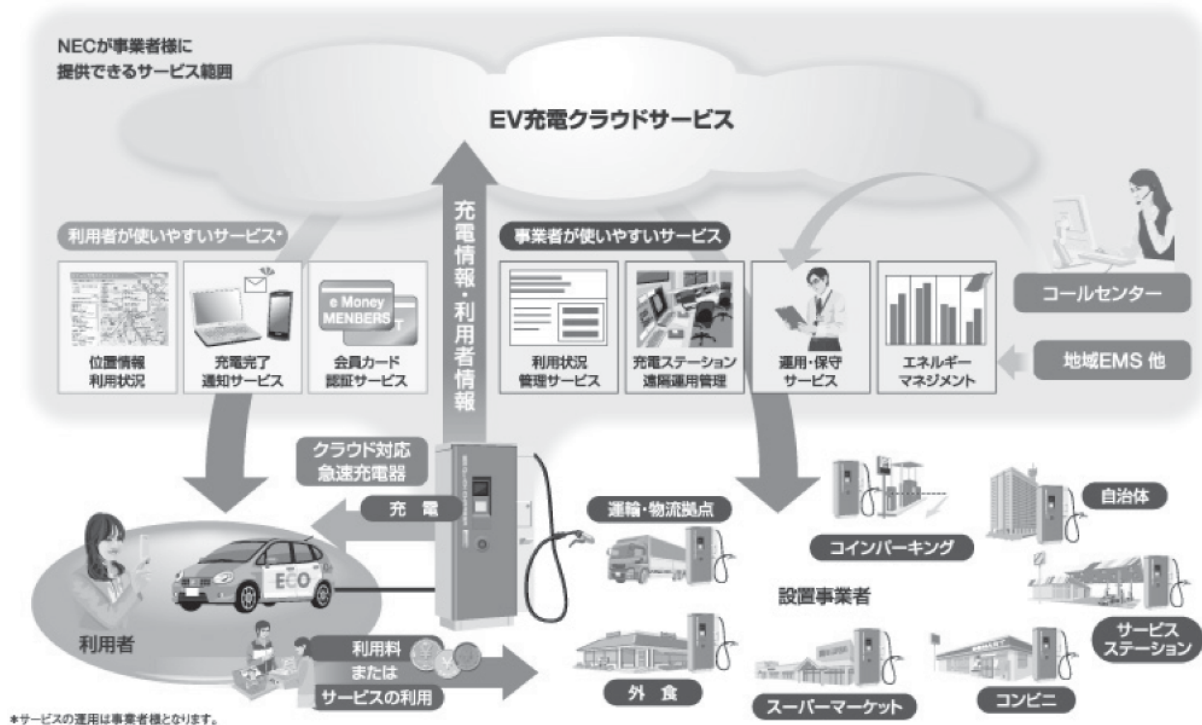 NECが事業者様に
提供できるサービス範囲
EV充電クラウドサービス
充電情報・利用者情報
利用者が使いやすいサービス*
位置情報
利用状況
充電完了
通知サービス
e Money
MENBERS
会員カード
認証サービス
事業者が使いやすいサービス
利用状況
管理サービス
充電ステーション
遠隔運用管理
運用・保守
サービス
エネルギー
マネジメント
コールセンター
地域EMS 他
クラウド対応
急速充電器
充 電
ECO
利用者
利用料
または
サービスの利用
運輸・物流拠点
コインパーキング
自治体
設置事業者
サービス
ステーション
外 食
スーパーマーケット
コンビニ
*サービスの運用は事業者様となります。